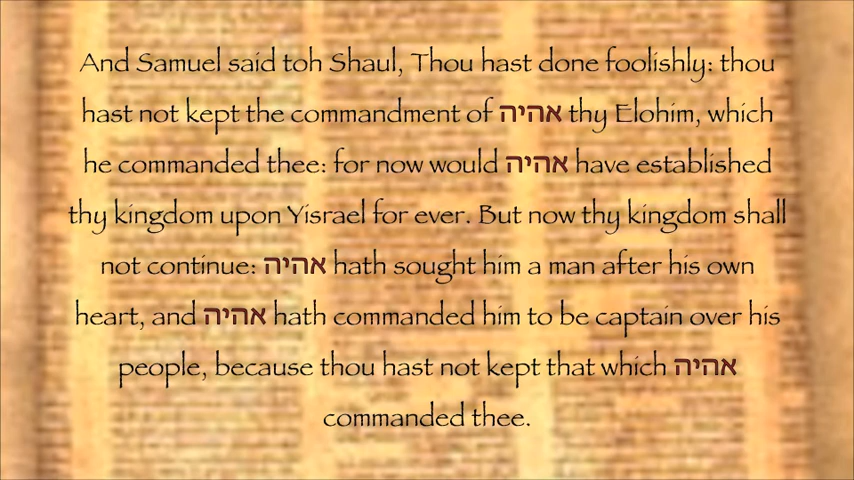 And Samuel said toh Shaul, Thou hast done foolishly: thou
hast not kept the commandment of אהיה thy Elohim, which
he commanded thee: for now would אהיה have established
thy kingdom upon Yisrael for ever. But now thy kingdom shall
not continue: אהיה hath sought him a man after his own
heart, and אהיה hath commanded him to be captain over his
people, because thou hast not kept that which אהיה
commanded thee.